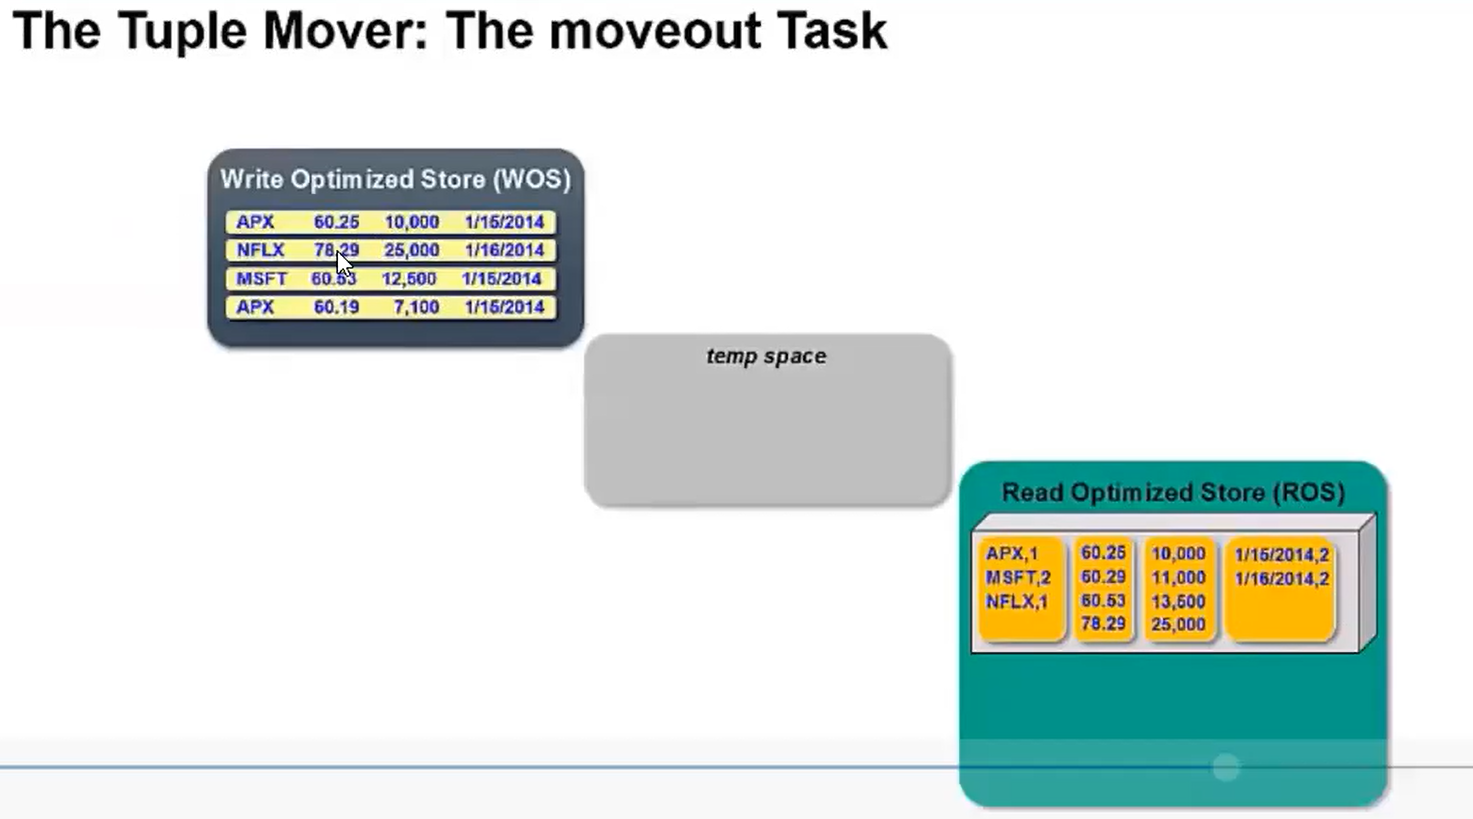 The Tuple Mover: The moveout Task
Write Optimized Store (WOS)
APX 60.25 10,000 1/15/2014
NFLX 78.29 25,000 1/16/2014
MSFT 60.53 12,500 1/15/2014
APX 60.19 7,100 1/15/2014
temp space
Read Optimized Store (ROS)
APX,1 60.25 10,000 1/15/2014,2
MSFT,2 60.29 11,000 1/16/2014,2
NFLX,1 60.53 13,500
78.29 25,000